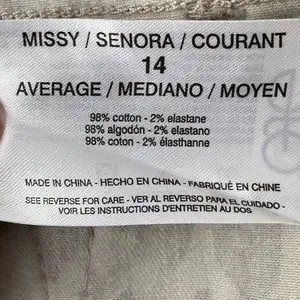 MISSY / SENORA / COURANT
14
AVERAGE / MEDIANO / MOYEN
98% cotton - 2% elastane
98% algodón - 2% elastano
98% coton - 2% élasthanne
MADE IN CHINA - HECHO EN CHINA - FABRIQUÉ EN CHINE
SEE REVERSE FOR CARE - VER AL REVERSO PARA EL CUIDADO -
VOIR LES INSTRUCTIONS D'ENTRETIEN AU DOS